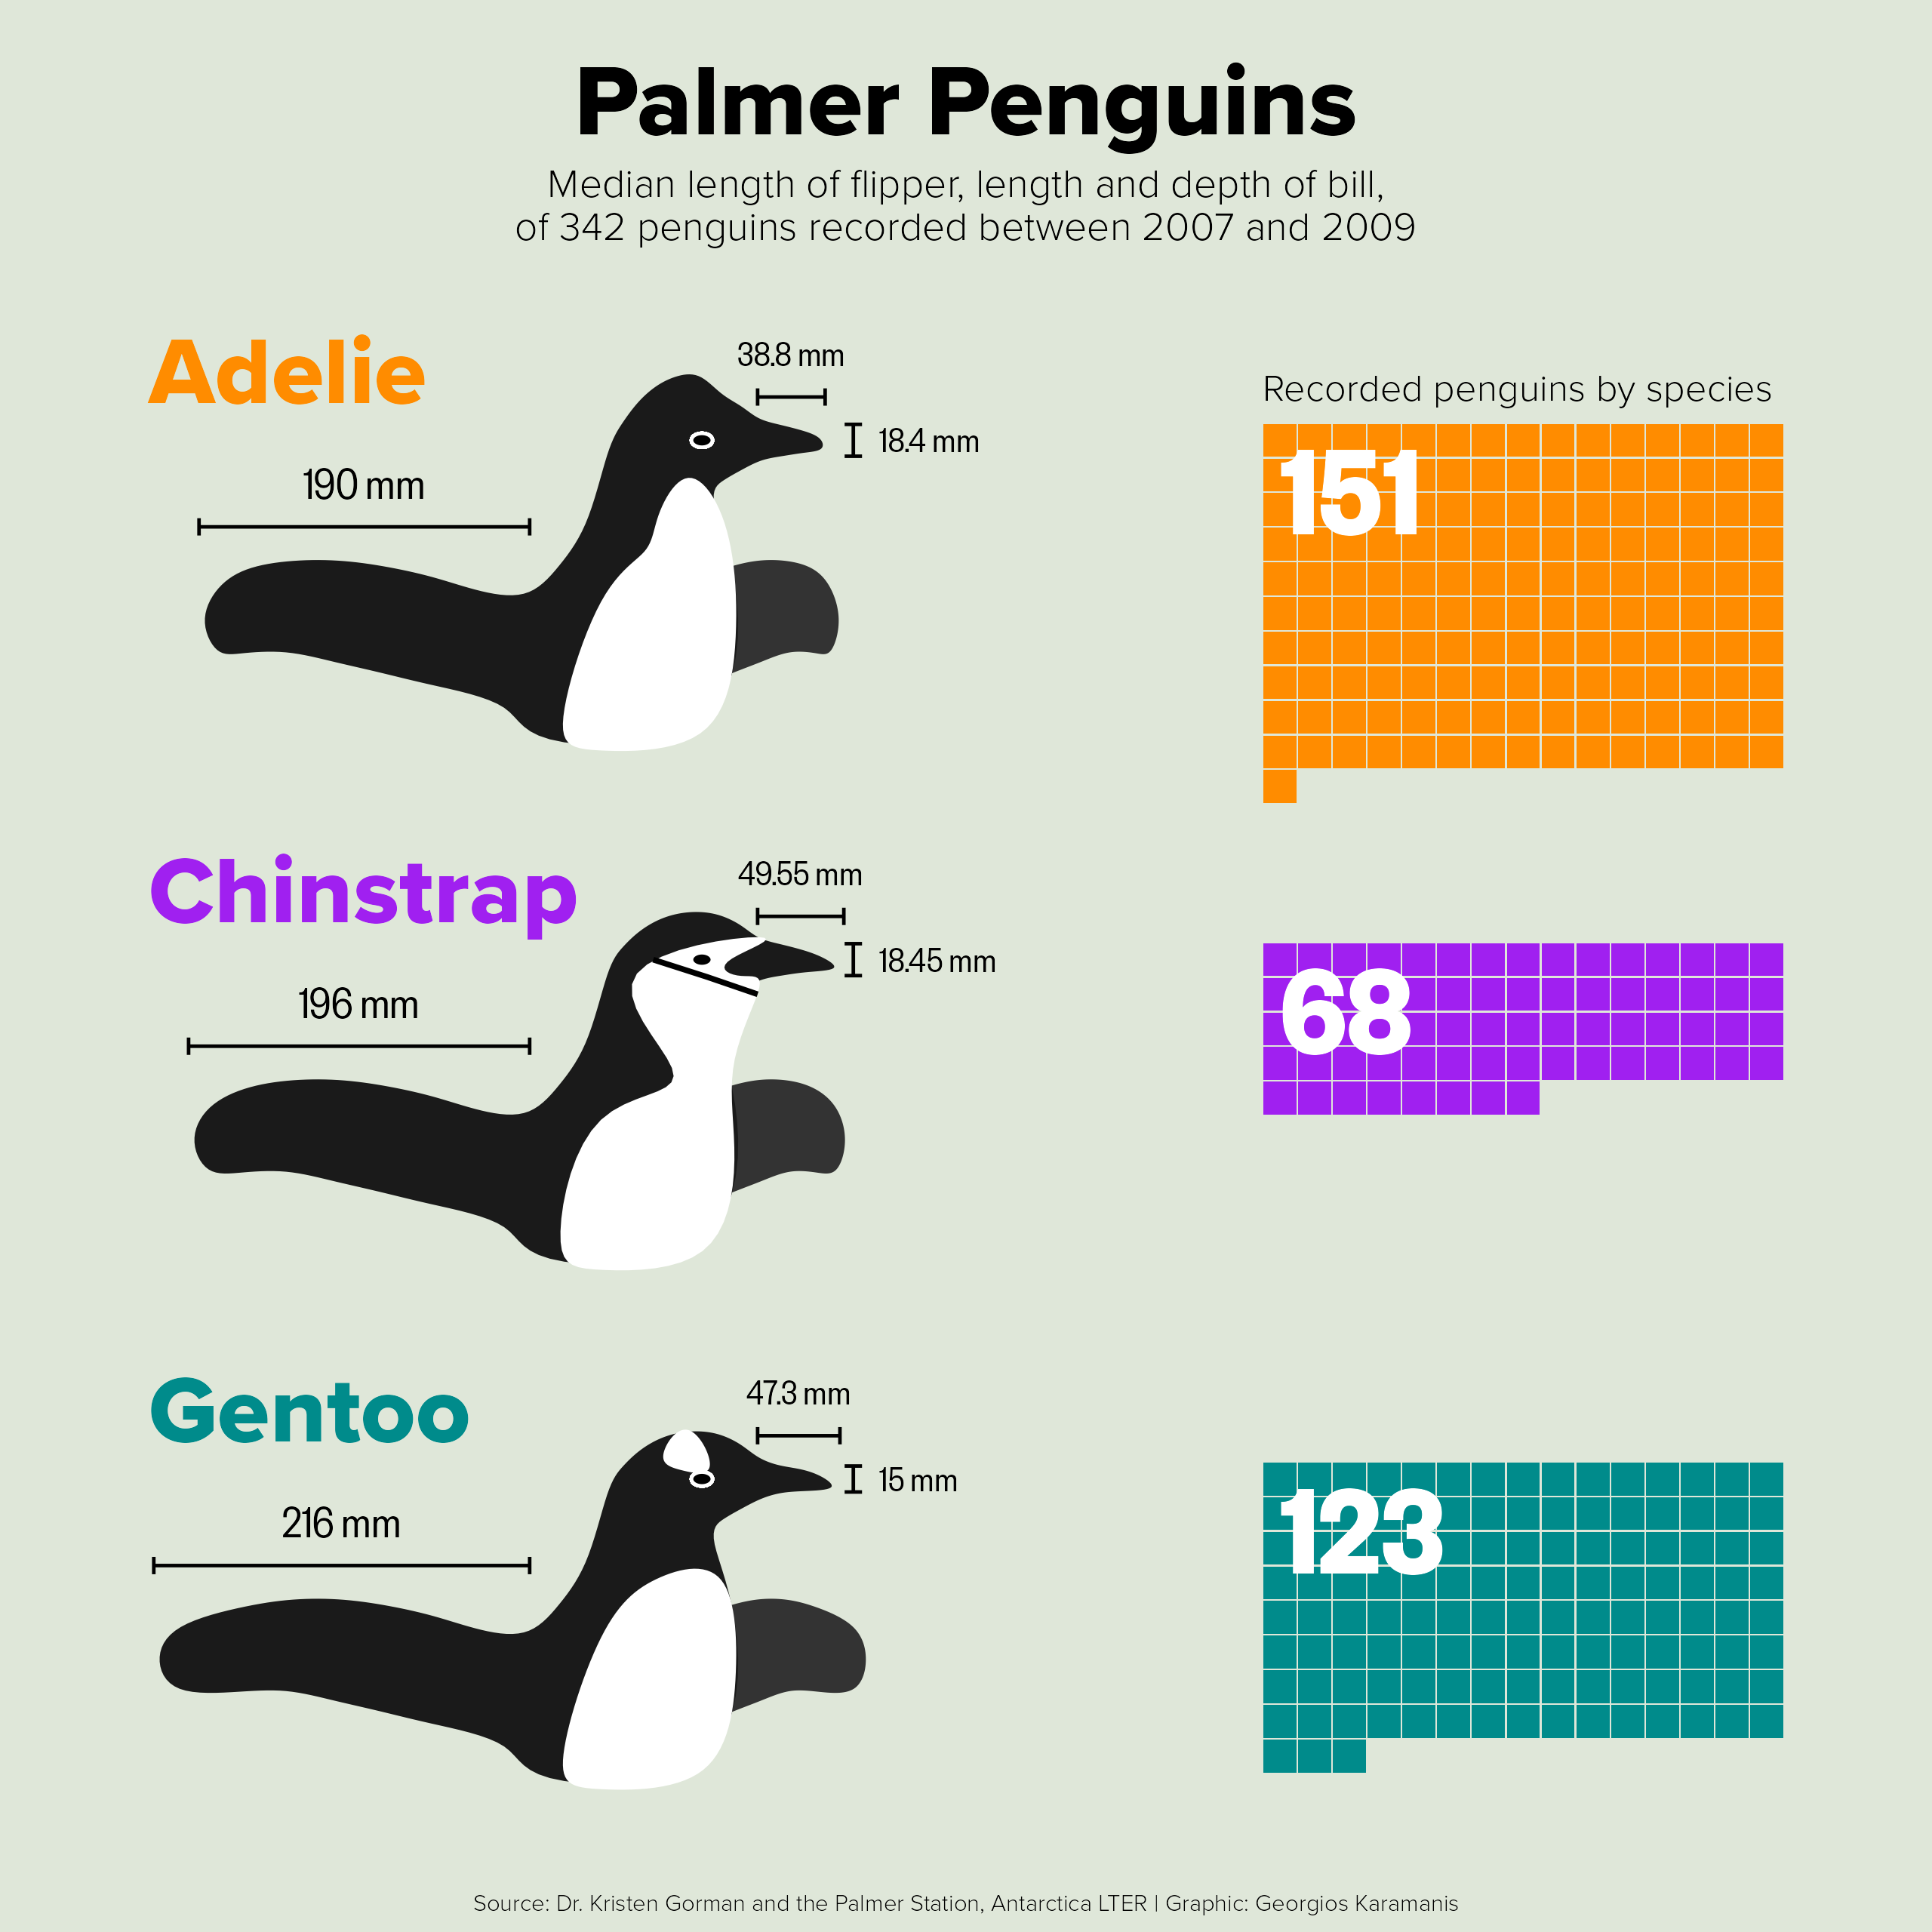 Palmer Penguins
Median length of flipper, length and depth of bill,
of 342 penguins recorded between 2007 and 2009
Adelie
38.8 mm
18.4 mm
190 mm
Recorded penguins by species
151
Chinstrap
49.55 mm
18.45 mm
196 mm
68
Gentoo
47.3 mm
15 mm
216 mm
123
Source: Dr. Kristen Gorman and the Palmer Station, Antarctica LTER | Graphic: Georgios Karamanis